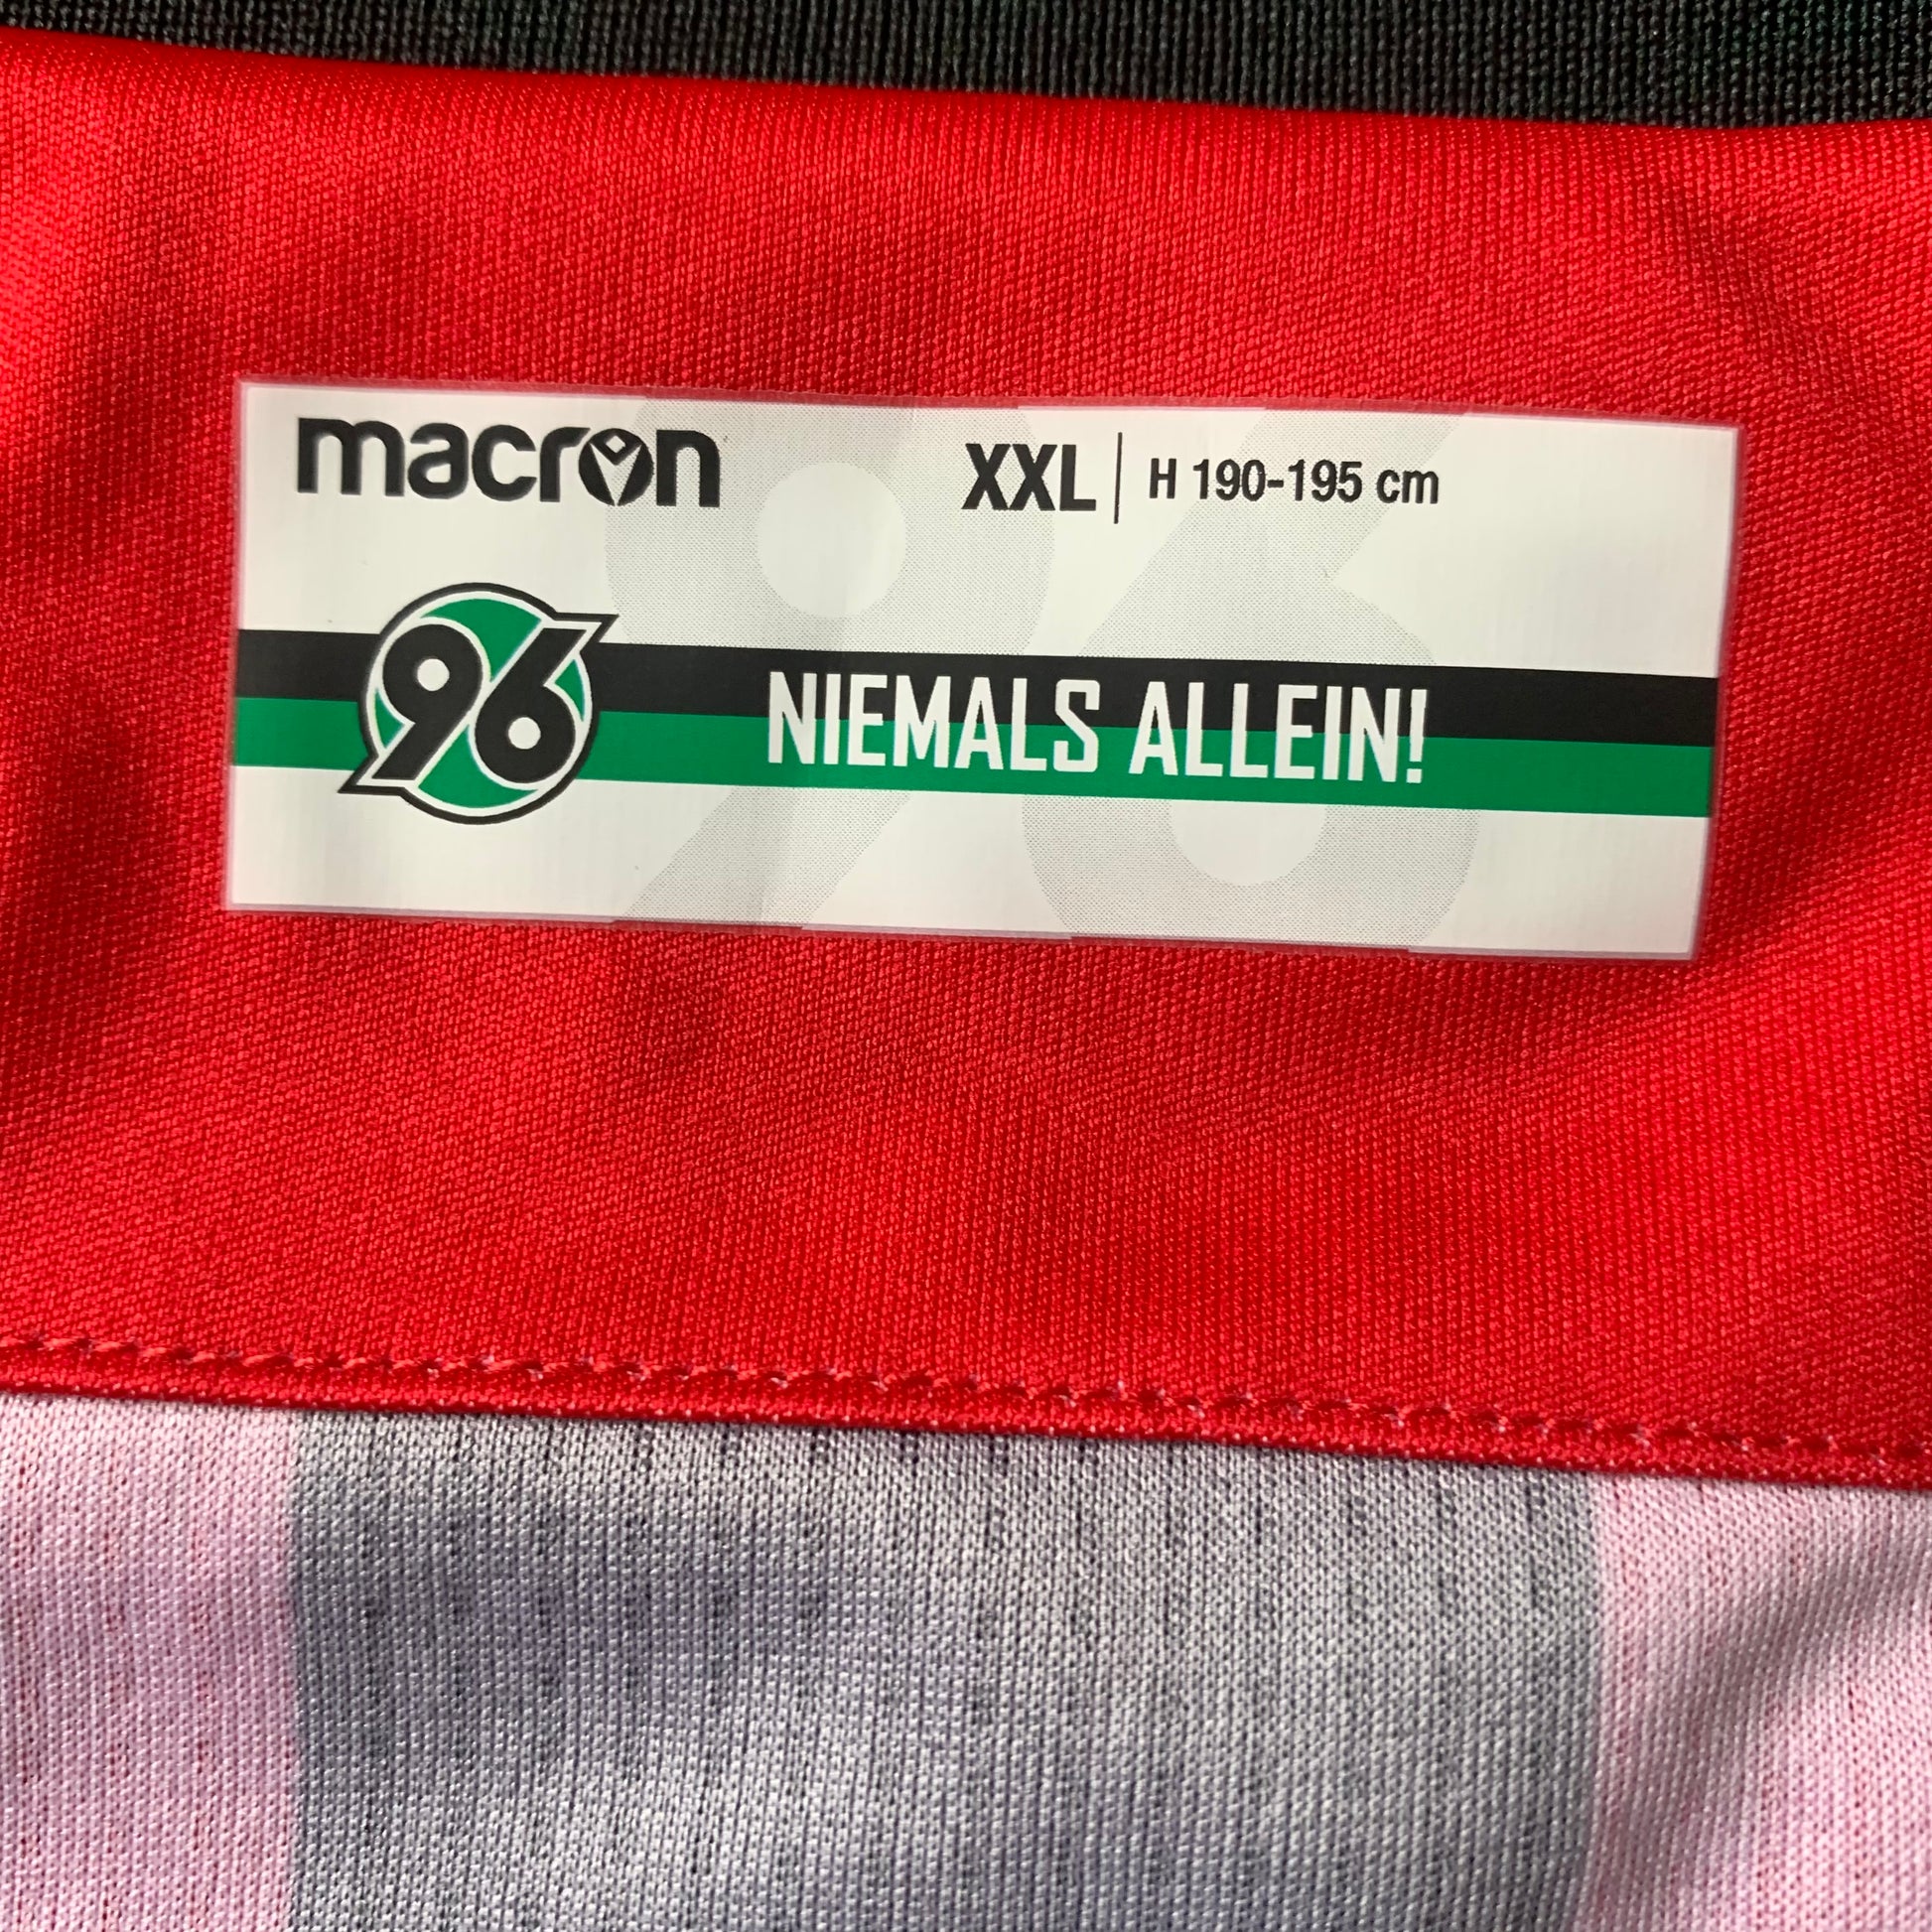 macron XXL | H 190-195 cm
96 NIEMALS ALLEIN!